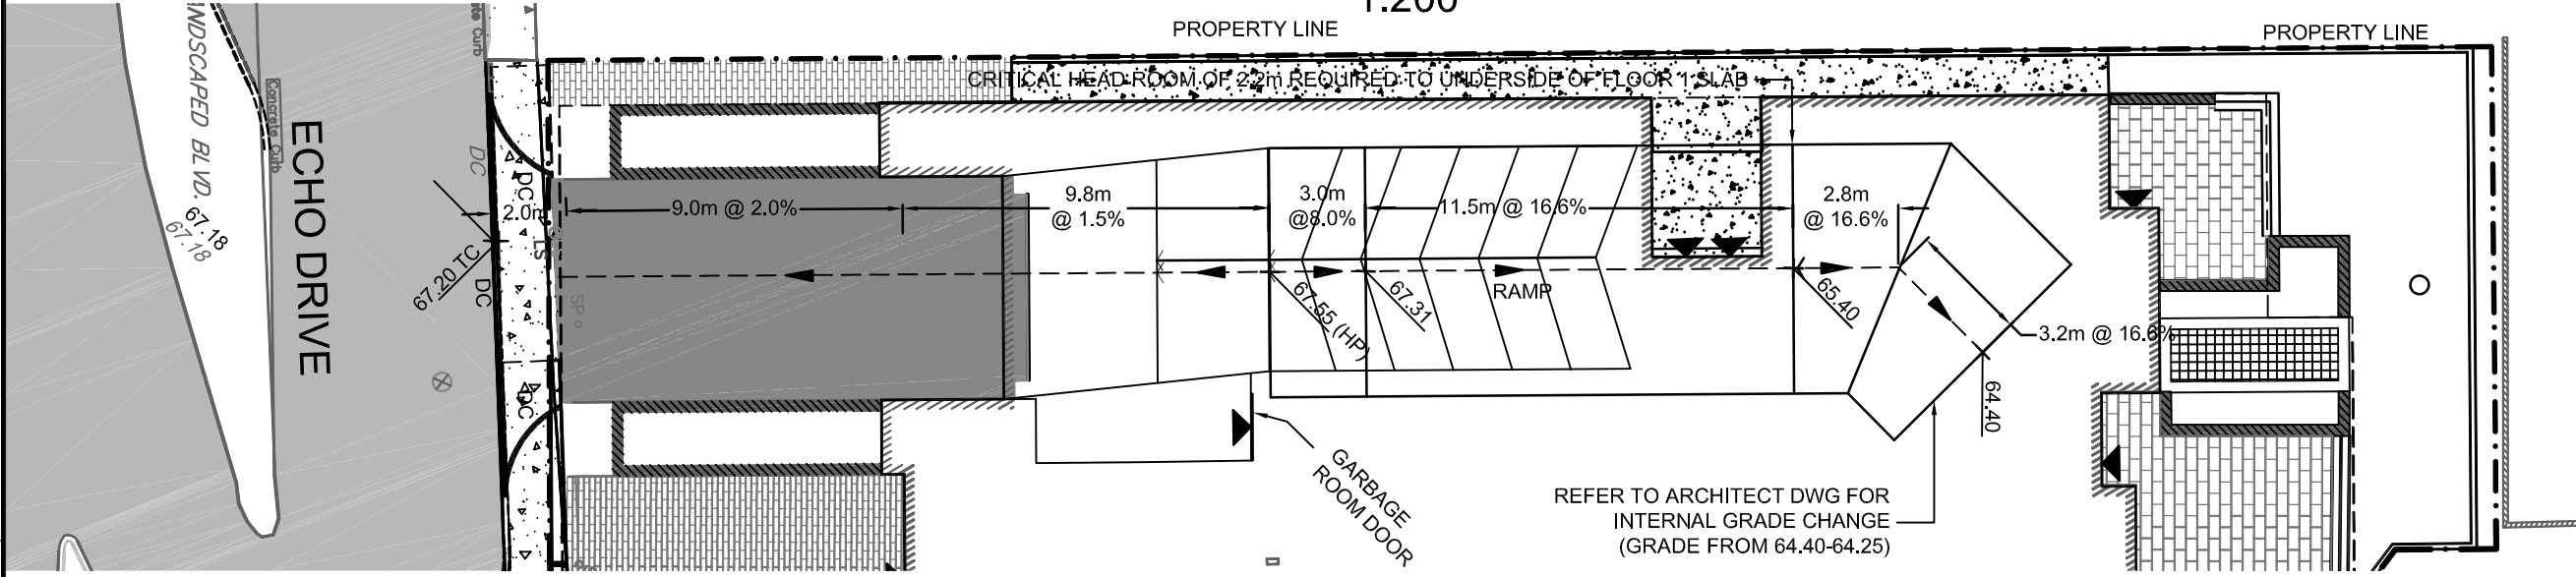 1:200
PROPERTY LINE
PROPERTY LINE
CRITICAL HEAD ROOM OF 2.2m REQUIRED TO UNDERSIDE OF FLOOR 1 SLAB
Concrete Curb
ECHO DRIVE
67.18
67.18
DC
DC
2.0m
@
LS
67.20 TC
DC
DC
SP
9.0m @ 2.0%
9.8m
@ 1.5%
3.0m
@8.0%
11.5m @ 16.6%
2.8m
@ 16.6%
67.55 (HP)
67.31
RAMP
65.40
3.2m @ 16.6%
64.40
GARBAGE
ROOM DOOR
REFER TO ARCHITECT DWG FOR
INTERNAL GRADE CHANGE
(GRADE FROM 64.40-64.25)